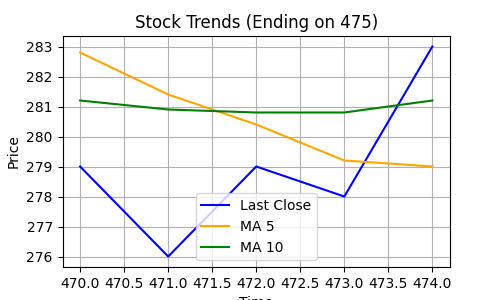 Stock Trends (Ending on 475)
Price
283
282
281
280
279
278
277
276
Last Close
MA 5
MA 10
470.0 470.5 471.0 471.5 472.0 472.5 473.0 473.5 474.0
Time